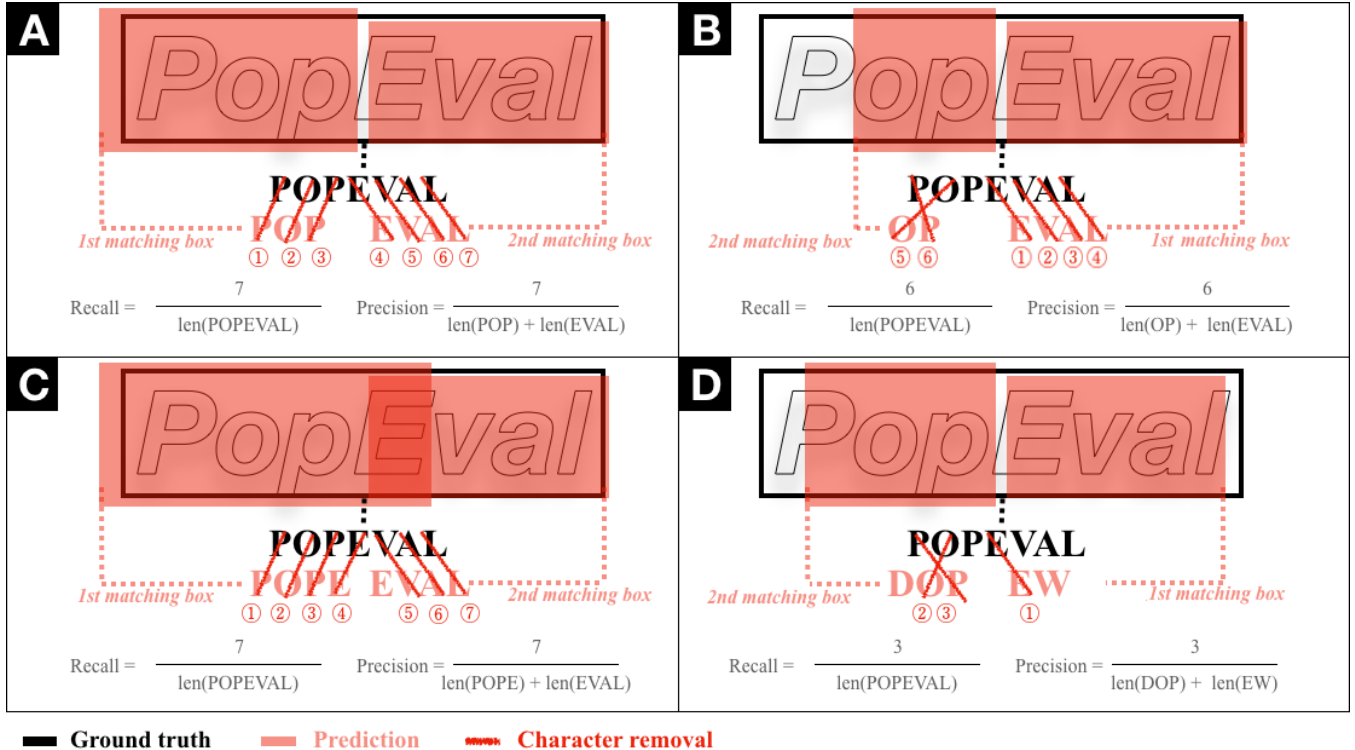 A
PopEval
POPEVAL
POP EVAL
1st matching box
2nd matching box
① ② ③ ④ ⑤ ⑥ ⑦
Recall = 7 / len(POPEVAL)
Precision = 7 / len(POP) + len(EVAL)
B
PopEval
POPEVAL
OP EVAL
2nd matching box
1st matching box
⑤ ⑥ ① ② ③ ④
Recall = 6 / len(POPEVAL)
Precision = 6 / len(OP) + len(EVAL)
C
PopEval
POPEVAL
POPE EVAL
1st matching box
2nd matching box
① ② ③ ④ ⑤ ⑥ ⑦
Recall = 7 / len(POPEVAL)
Precision = 7 / len(POPE) + len(EVAL)
D
PopEval
POPEVAL
DOP EW
2nd matching box
1st matching box
② ③ ①
Recall = 3 / len(POPEVAL)
Precision = 3 / len(DOP) + len(EW)
Ground truth
Prediction
Character removal